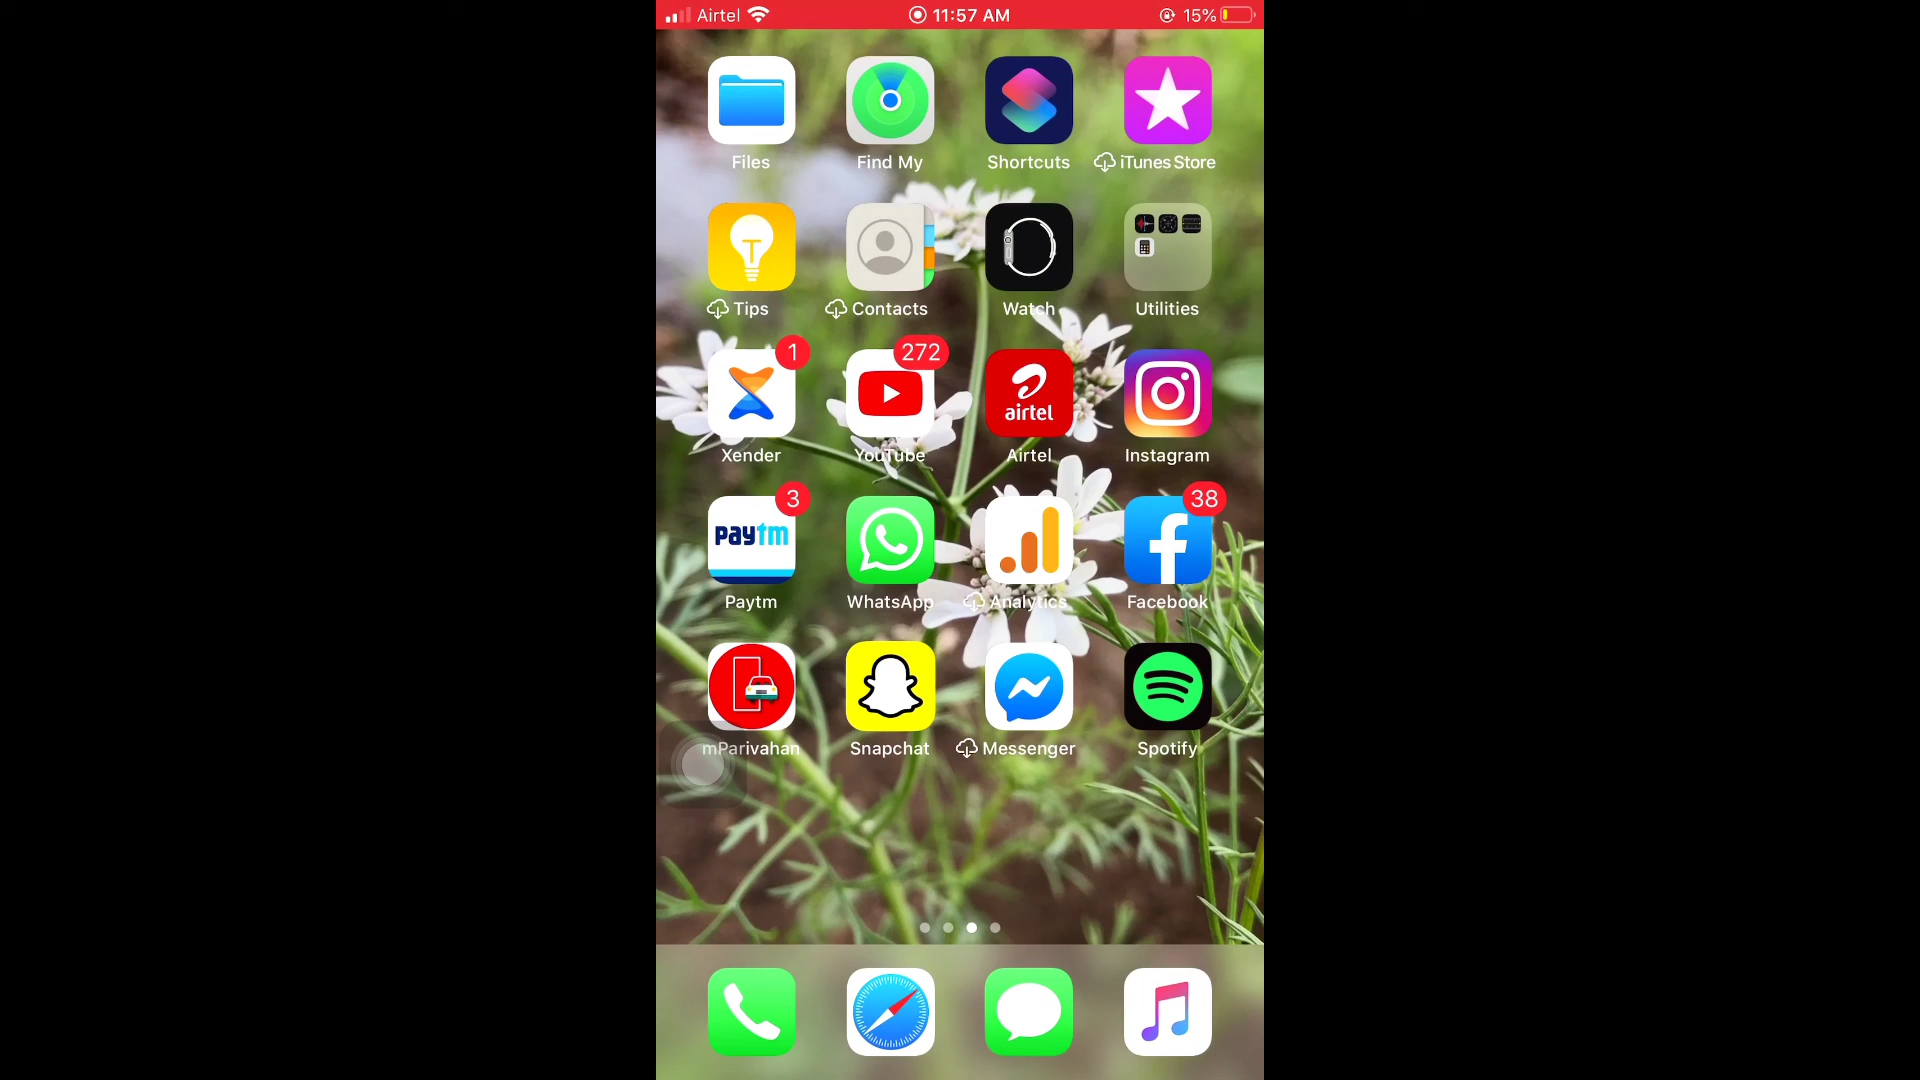 Airtel 11:57 AM 15%
Files Find My Shortcuts iTunes Store
T
Tips Contacts Watch Utilities
1 272
airtel
Xender YouTube Airtel Instagram
3 38
paytm
Paytm WhatsApp Analytics Facebook
mParivahan Snapchat Messenger Spotify